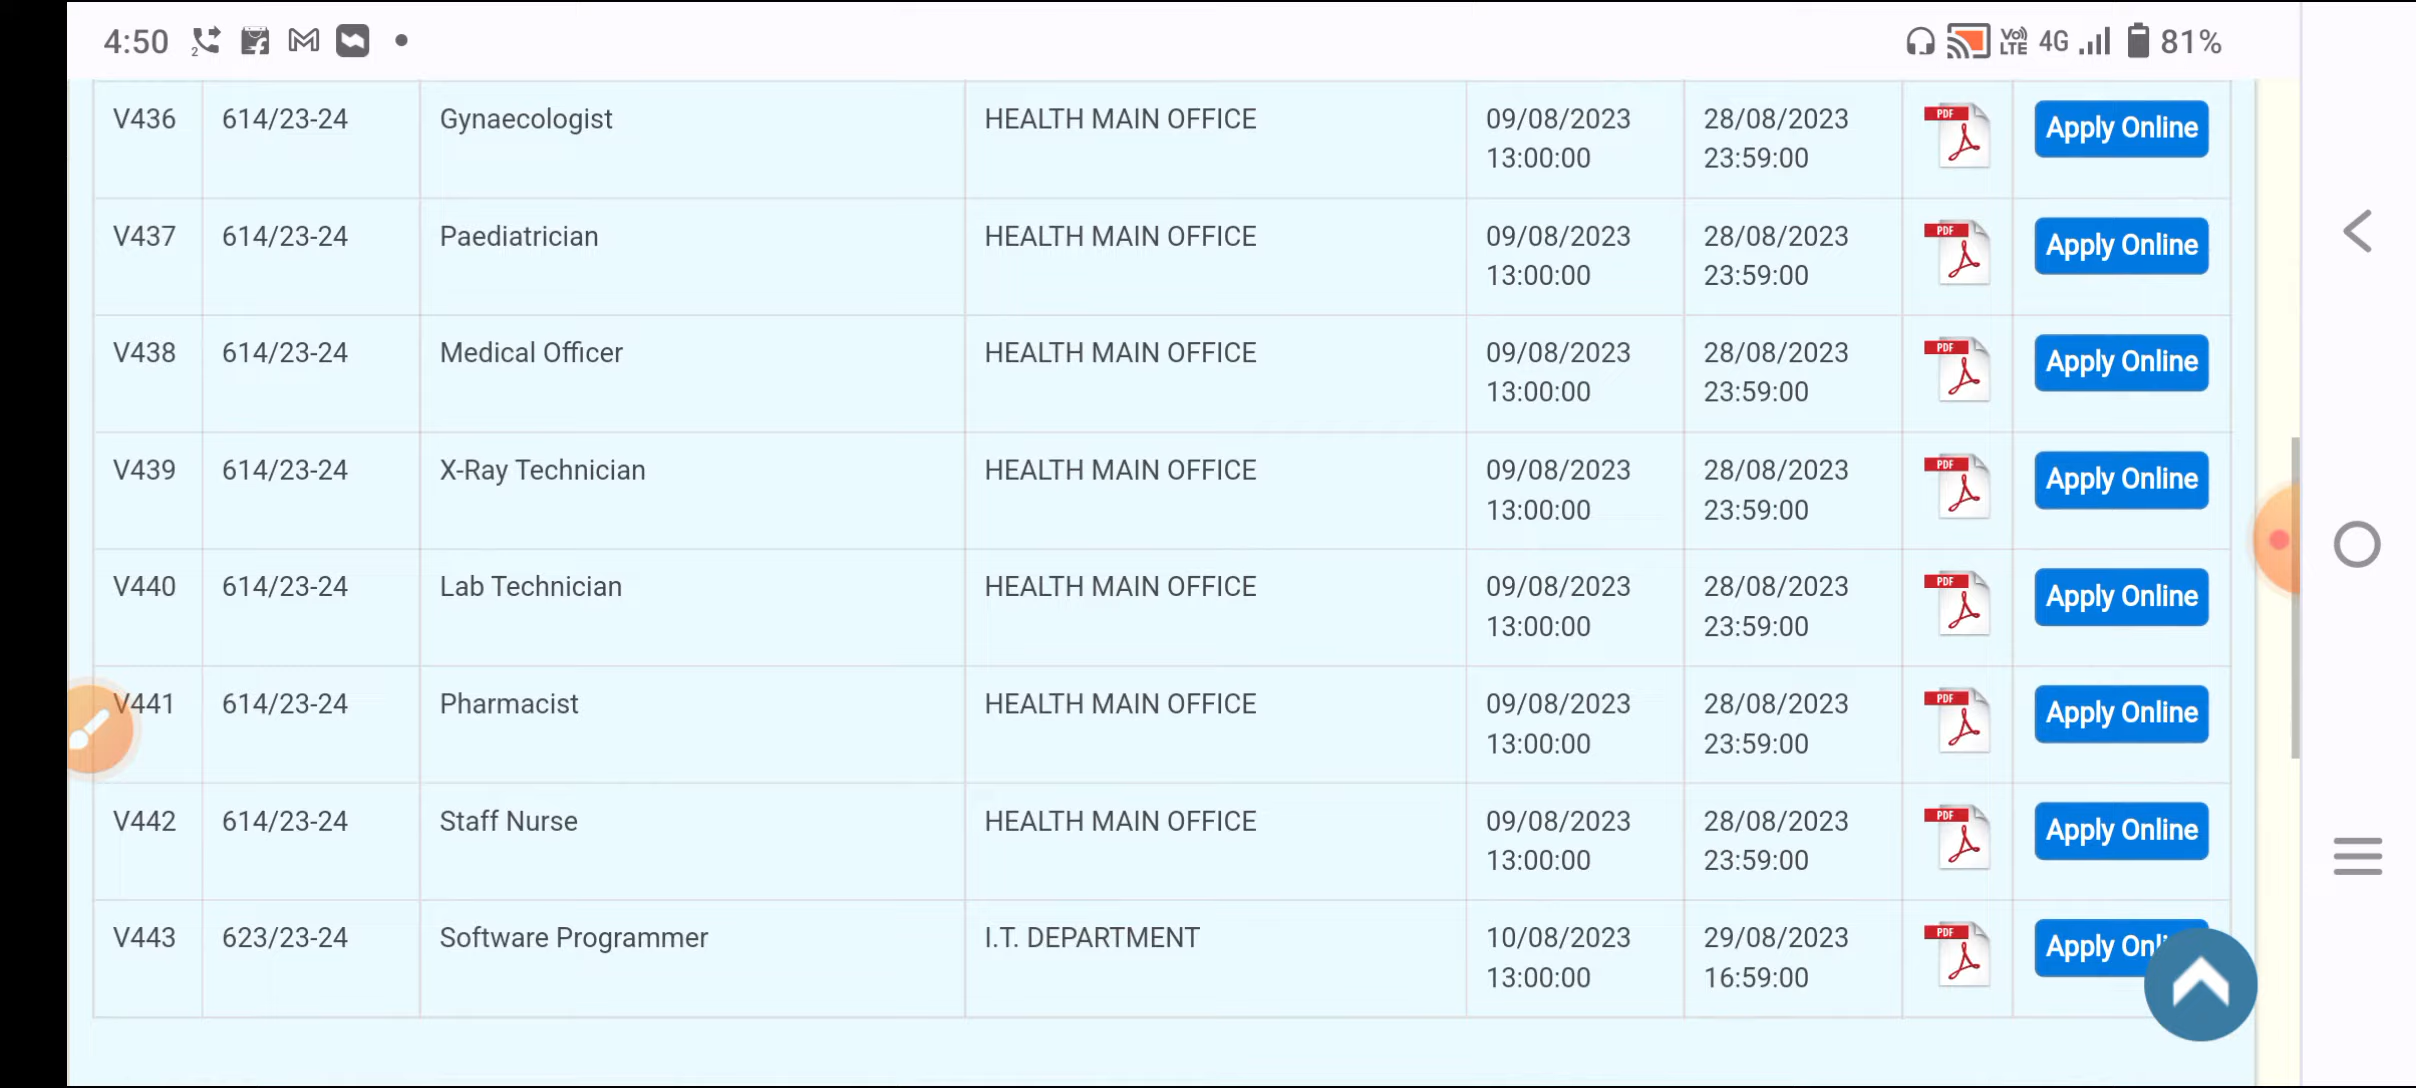 4:50 2 VoI) LTE 4G 81%
V436 614/23-24 Gynaecologist HEALTH MAIN OFFICE 09/08/2023 28/08/2023 PDF Apply Online
13:00:00 23:59:00
V437 614/23-24 Paediatrician HEALTH MAIN OFFICE 09/08/2023 28/08/2023 PDF Apply Online
13:00:00 23:59:00
V438 614/23-24 Medical Officer HEALTH MAIN OFFICE 09/08/2023 28/08/2023 PDF Apply Online
13:00:00 23:59:00
V439 614/23-24 X-Ray Technician HEALTH MAIN OFFICE 09/08/2023 28/08/2023 PDF Apply Online
13:00:00 23:59:00
V440 614/23-24 Lab Technician HEALTH MAIN OFFICE 09/08/2023 28/08/2023 PDF Apply Online
13:00:00 23:59:00
V441 614/23-24 Pharmacist HEALTH MAIN OFFICE 09/08/2023 28/08/2023 PDF Apply Online
13:00:00 23:59:00
V442 614/23-24 Staff Nurse HEALTH MAIN OFFICE 09/08/2023 28/08/2023 PDF Apply Online
13:00:00 23:59:00
V443 623/23-24 Software Programmer I.T. DEPARTMENT 10/08/2023 29/08/2023 PDF Apply Onli
13:00:00 16:59:00